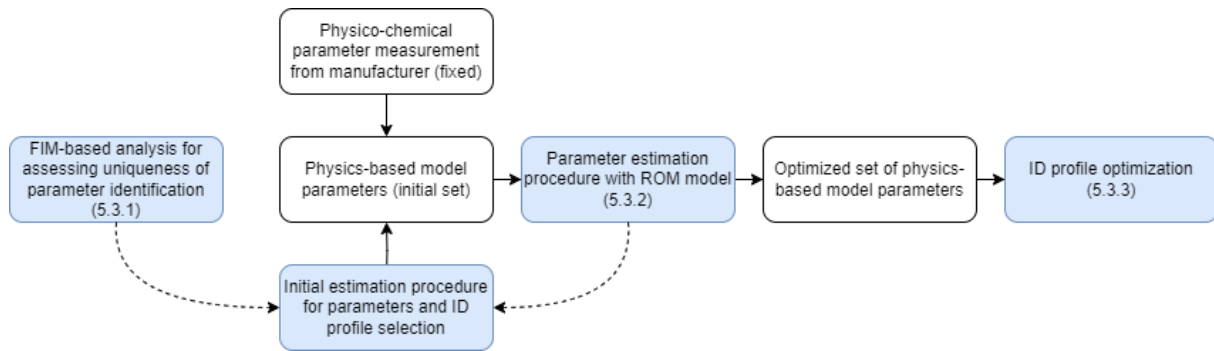 Physico-chemical
parameter measurement
from manufacturer (fixed)
FIM-based analysis for
assessing uniqueness of
parameter identification
(5.3.1)
Physics-based model
parameters (initial set)
Parameter estimation
procedure with ROM model
(5.3.2)
Optimized set of physics-
based model parameters
ID profile optimization
(5.3.3)
Initial estimation procedure
for parameters and ID
profile selection